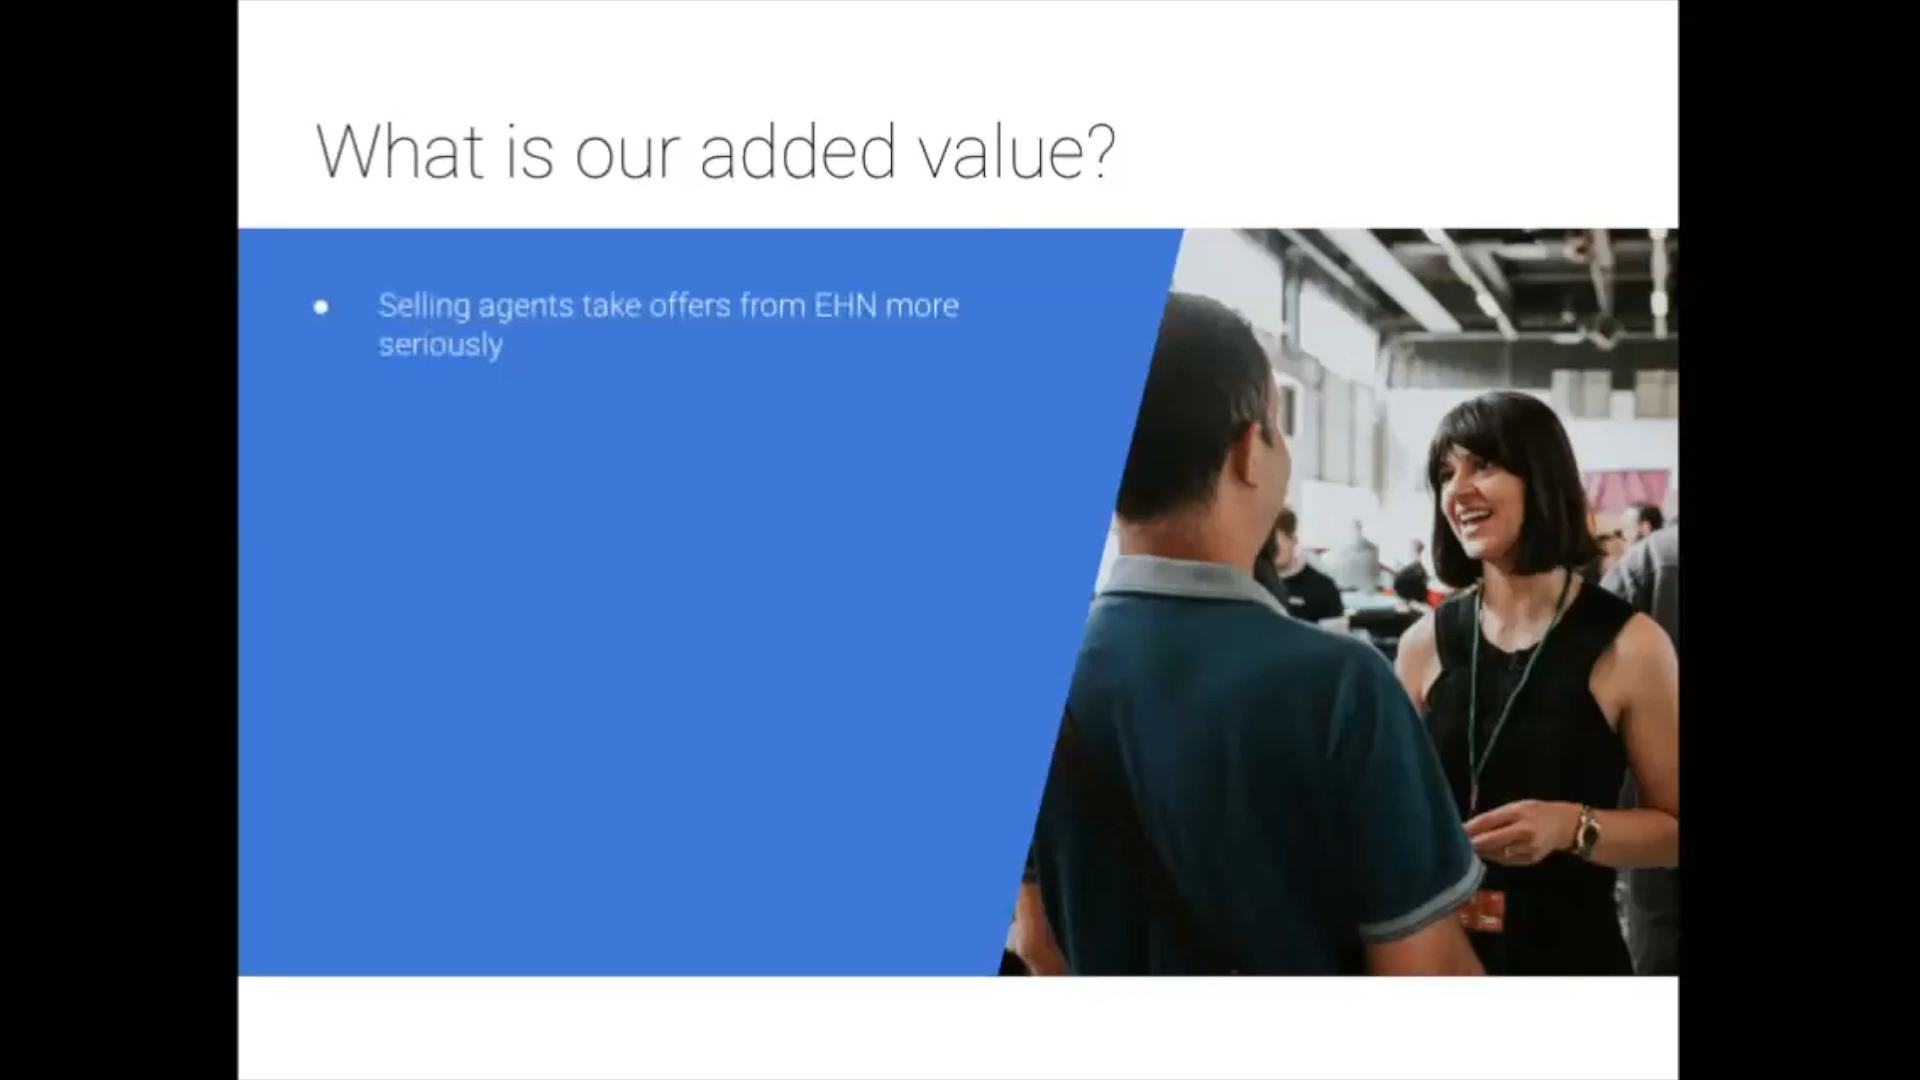 What is our added value?
● Selling agents take offers from EHN more
seriously